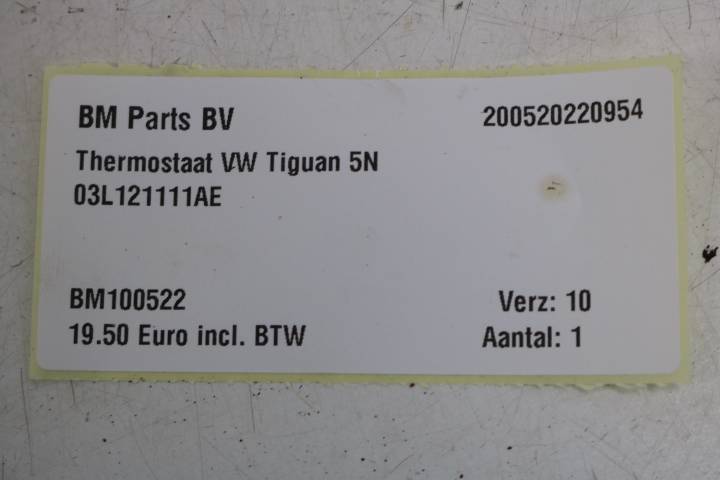 BM Parts BV 200520220954
Thermostaat VW Tiguan 5N
03L121111AE
BM100522 Verz: 10
19.50 Euro incl. BTW Aantal: 1